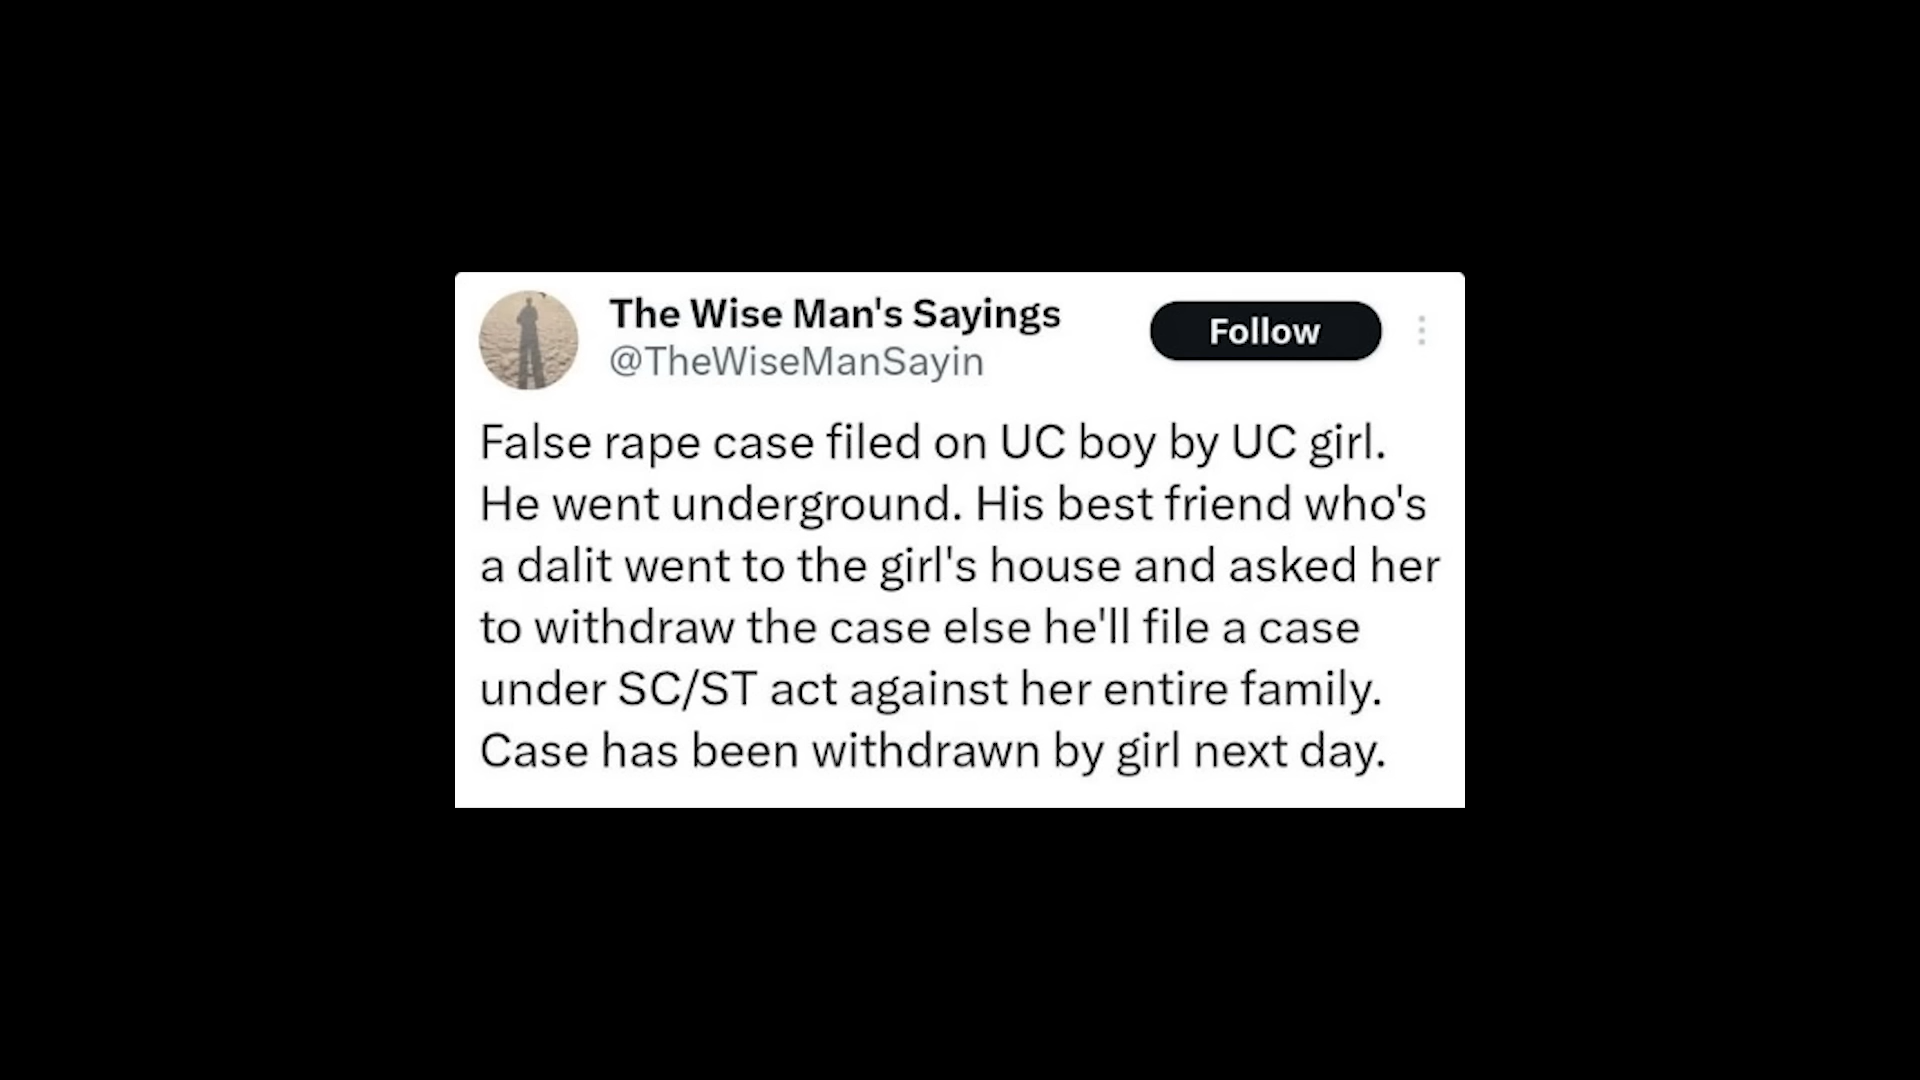 The Wise Man's Sayings
Follow
@TheWiseManSayin
False rape case filed on UC boy by UC girl.
He went underground. His best friend who's
a dalit went to the girl's house and asked her
to withdraw the case else he'll file a case
under SC/ST act against her entire family.
Case has been withdrawn by girl next day.